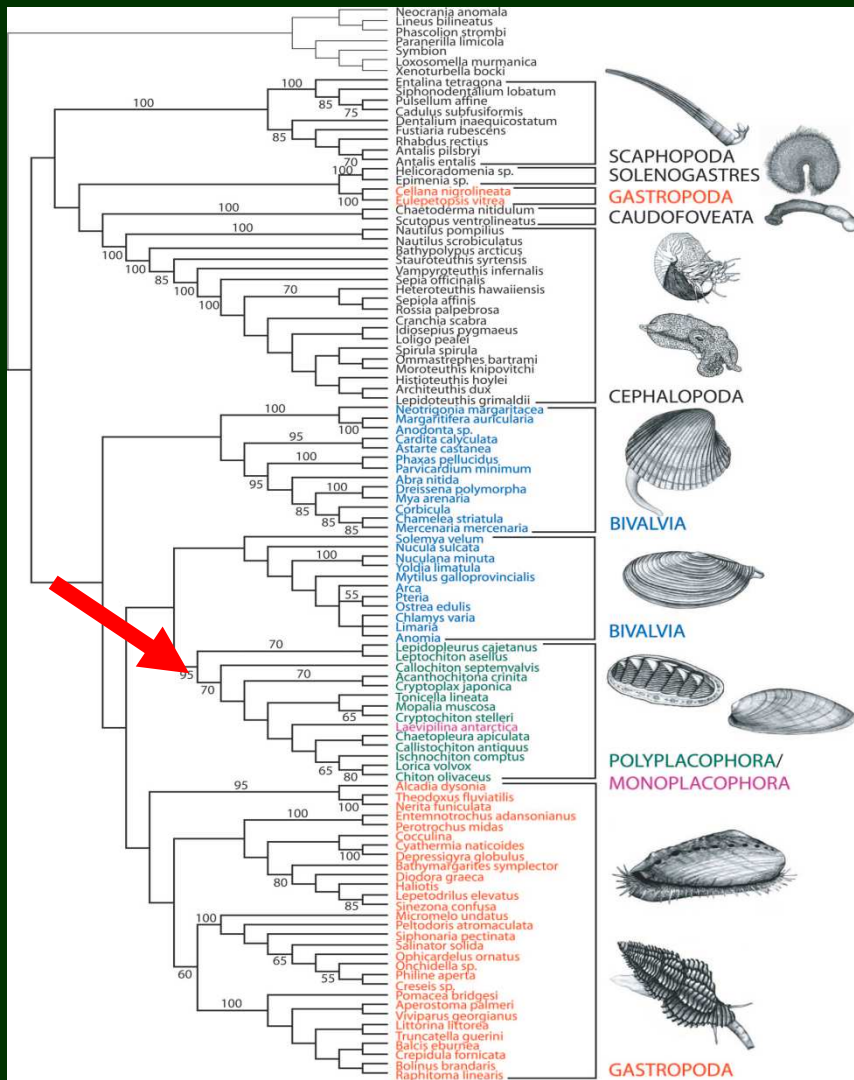 Neocrania anomala
Lineus bilineatus
Phascolion strombi
Paranerilla limicola
Symbion
Loxosomella murmanica
Xenoturbella bocki
Entalina tetragona
100
Siphonodentalium lobatum
100
Pulsellum affine
85
Cadulus subfusiformis
75
Dentalium inaequicostatum
Fustiaria rubescens
85
Rhabdus rectius
Antalis pilsbryi
Antalis entalis
70
SCAPHOPODA
Helicoradomenia sp.
100
SOLENOGASTRES
Epimenia sp.
Cellana nigrolineata
GASTROPODA
Eulepetopsis vitrea
100
Chaetoderma nitidulum
100
CAUDOFOVEATA
Scutopus ventrolineatus
Nautilus pompilius
100
Nautilus scrobiculatus
100
Bathypolypus arcticus
100
Stauroteuthis syrtensis
85
Vampyroteuthis infernalis
100
Sepia officinalis
100
Heteroteuthis hawaiiensis
70
Sepiola affinis
Rossia palpebrosa
Cranchia scabra
Idiosepius pygmaeus
Loligo pealei
Spirula spirula
Ommastrephes bartrami
Moroteuthis knipovitchi
Histioteuthis hoylei
Architeuthis dux
Lepidoteuthis grimaldii
CEPHALOPODA
Neotrigonia margaritacea
100
Margaritifera auricularia
Anodonta sp.
100
Cardita calyculata
95
Astarte castanea
Phaxas pellucidus
100
Parvicardium minimum
95
Abra nitida
Dreissena polymorpha
100
Mya arenaria
85
Corbicula
Chamelea striatula
85
Mercenaria mercenaria
85
BIVALVIA
Solemya velum
Nucula sulcata
Nuculana minuta
100
Yoldia limatula
Mytilus galloprovincialis
Arca
55
Pteria
Ostrea edulis
Chlamys varia
Limaria
Anomia
BIVALVIA
Lepidopleurus cajetanus
70
Leptochiton asellus
95
Callochiton septemvalvis
70
Acanthochitona crinita
70
Cryptoplax japonica
Tonicella lineata
Mopalia muscosa
65
Cryptochiton stelleri
Laevipilina antarctica
Chaetopleura apiculata
Callistochiton antiquus
Ischnochiton comptus
65
Lorica volvox
80
Chiton olivaceus
POLYPLACOPHORA/
MONOPLACOPHORA
Alcadia dysonia
95
Theodoxus fluviatilis
Nerita funiculata
100
Entemnotrochus adansonianus
100
Perotrochus midas
Cocculina
Cyathermia naticoides
Depressigyra globulus
100
Bathymargarites symplector
Diodora graeca
80
Haliotis
Lepetodrilus elevatus
Sinezona confusa
85
Micromelo undatus
100
Peltodoris atromaculata
Siphonaria pectinata
Salinator solida
65
Ophicardelus ornatus
Onchidella sp.
60
Philine aperta
55
Creseis sp.
Pomacea bridgesi
100
Aperostoma palmeri
Viviparus georgianus
Littorina littorea
Truncatella guerini
Balcis eburnea
Crepidula fornicata
Bolinus brandaris
Raphitoma linearis
GASTROPODA